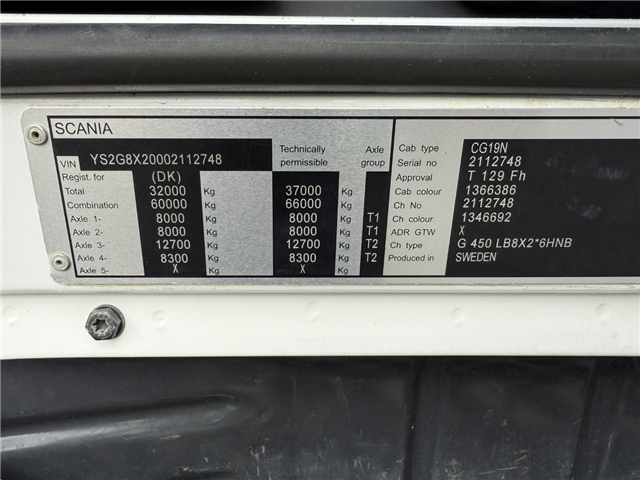 SCANIA
VIN YS2G8X20002112748 Technically permissible Axle group
Regist. for (DK)
Total 32000 Kg 37000 Kg
Combination 60000 Kg 66000 Kg
Axle 1- 8000 Kg 8000 Kg T1
Axle 2- 8000 Kg 8000 Kg T1
Axle 3- 12700 Kg 12700 Kg T2
Axle 4- 8300 Kg 8300 Kg T2
Axle 5- X Kg X Kg
Cab type CG19N
Serial no 2112748
Approval T 129 Fh
Cab colour 1366386
Ch No 2112748
Ch colour 1346692
ADR GTW X
Ch type G 450 LB8X2*6HNB
Produced in SWEDEN